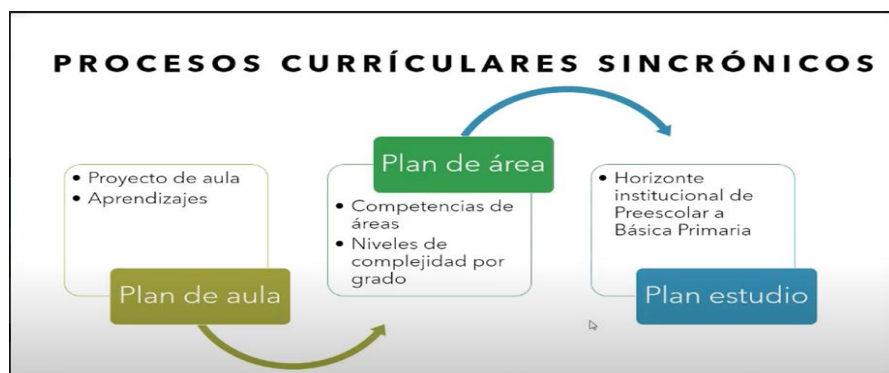 PROCESOS CURRÍCULARES SINCRÓNICOS
• Proyecto de aula
• Aprendizajes
Plan de aula
Plan de área
• Competencias de
áreas
• Niveles de
complejidad por
grado
• Horizonte
institucional de
Preescolar a
Básica Primaria
Plan estudio